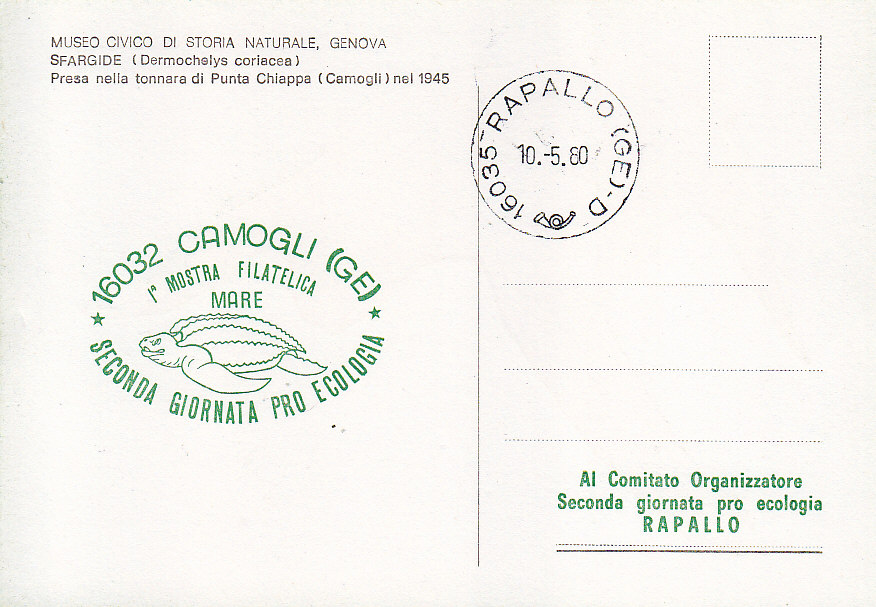 MUSEO CIVICO DI STORIA NATURALE, GENOVA
SFARGIDE (Dermochelys coriacea)
Presa nella tonnara di Punta Chiappa (Camogli) nel 1945
16035 RAPALLO (GE) - D
10.-5.80
16032 CAMOGLI (GE)
1ª MOSTRA FILATELICA
MARE
★ SECONDA GIORNATA PRO ECOLOGIA ★
Al Comitato Organizzatore
Seconda giornata pro ecologia
RAPALLO